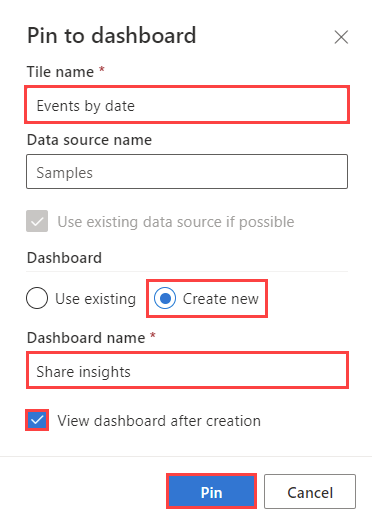 Pin to dashboard
Tile name *
Events by date
Data source name
Samples
Use existing data source if possible
Dashboard
Use existing Create new
Dashboard name *
Share insights
View dashboard after creation
Pin Cancel